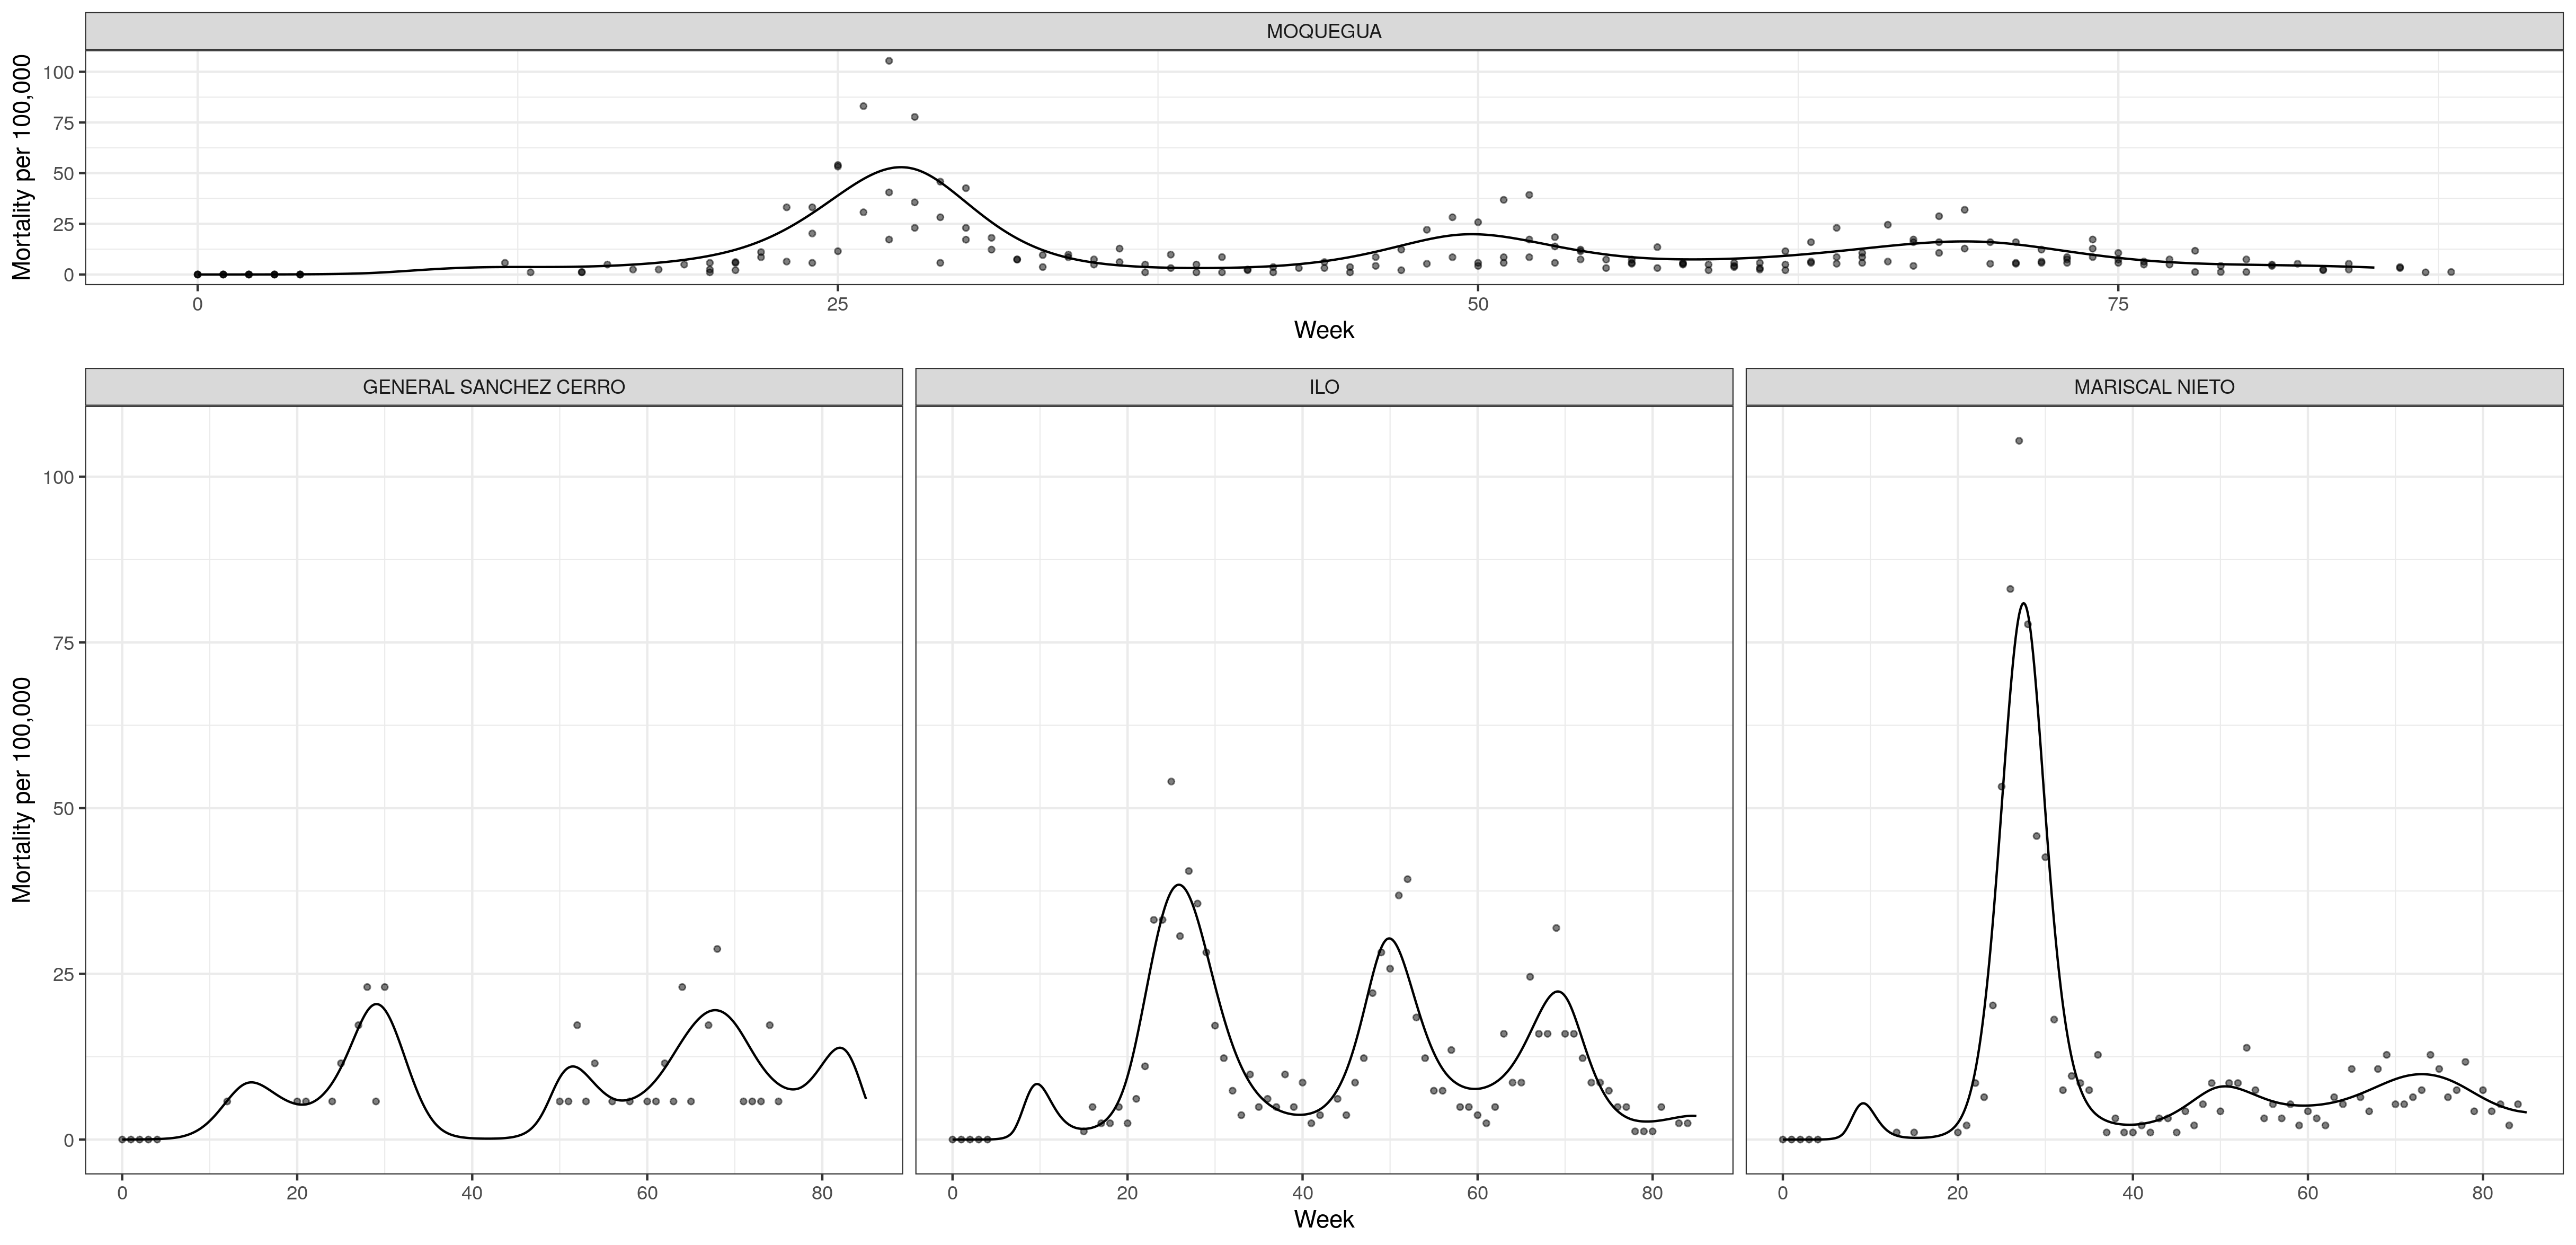 MOQUEGUA
Mortality per 100,000
100
75
50
25
0
0 25 50 75
Week
GENERAL SANCHEZ CERRO ILO MARISCAL NIETO
Mortality per 100,000
100
75
50
25
0
0 20 40 60 80 0 20 40 60 80 0 20 40 60 80
Week